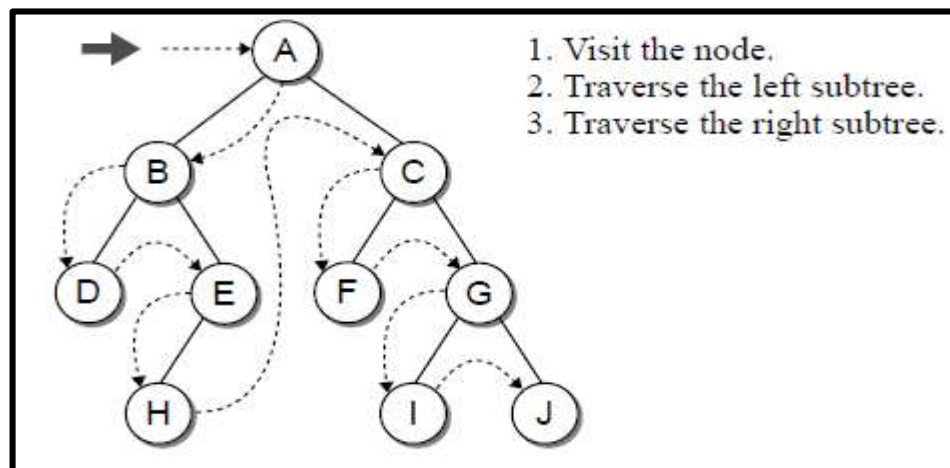 A
1. Visit the node.
2. Traverse the left subtree.
3. Traverse the right subtree.
B
C
D
E
F
G
H
I
J